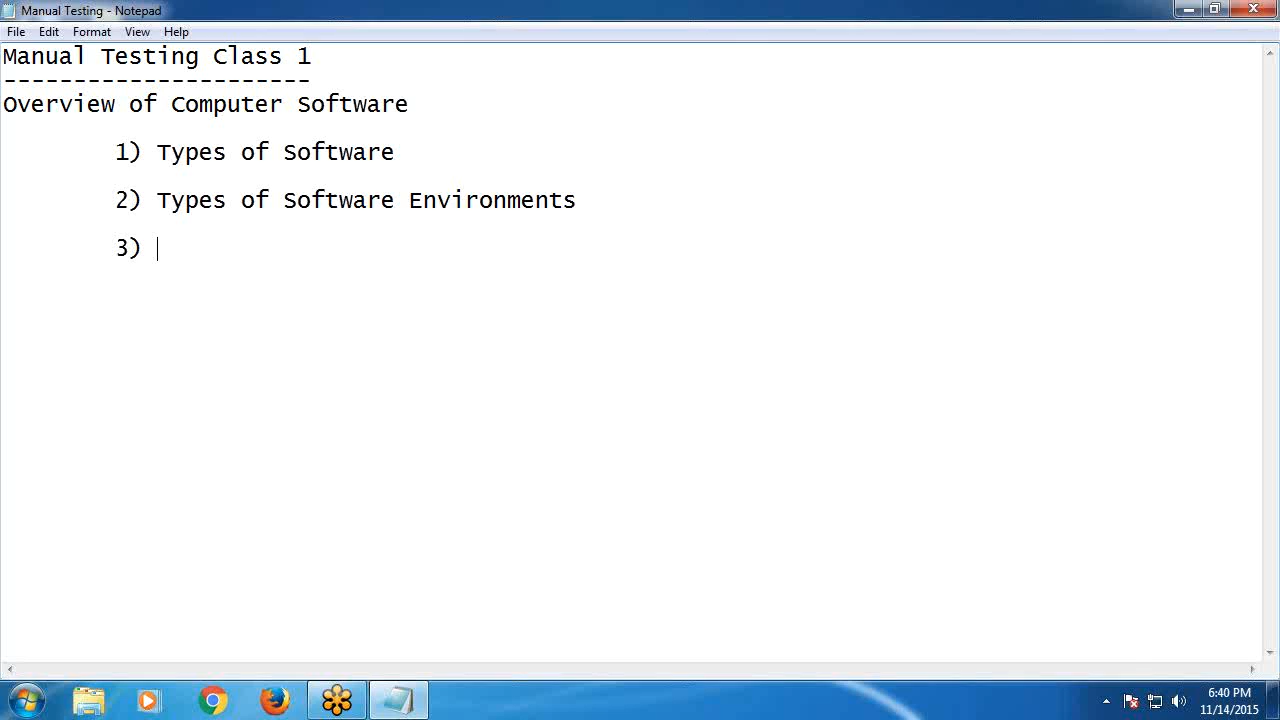 Manual Testing - Notepad
File Edit Format View Help
Manual Testing Class 1
----------------------
Overview of Computer Software
1) Types of Software
2) Types of Software Environments
3)
6:40 PM
11/14/2015